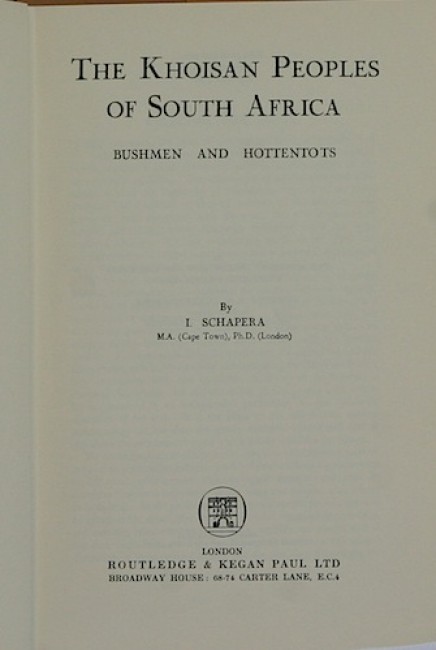 THE KHOISAN PEOPLES
OF SOUTH AFRICA
BUSHMEN AND HOTTENTOTS
By
I. SCHAPERA
M.A. (Cape Town), Ph.D. (London)
LONDON
ROUTLEDGE & KEGAN PAUL LTD
BROADWAY HOUSE: 68-74 CARTER LANE, E.C.4